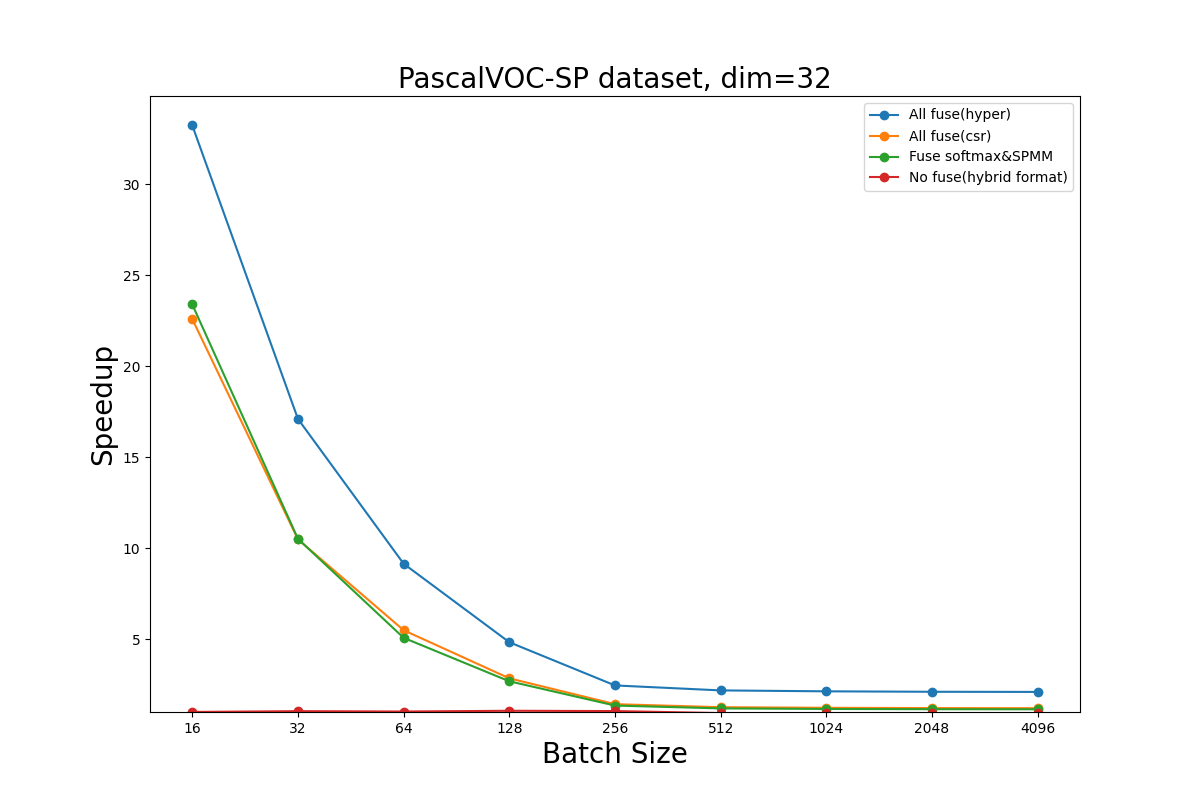 PascalVOC-SP dataset, dim=32
All fuse(hyper)
All fuse(csr)
Fuse softmax&SPMM
No fuse(hybrid format)
Speedup
30
25
20
15
10
5
16 32 64 128 256 512 1024 2048 4096
Batch Size